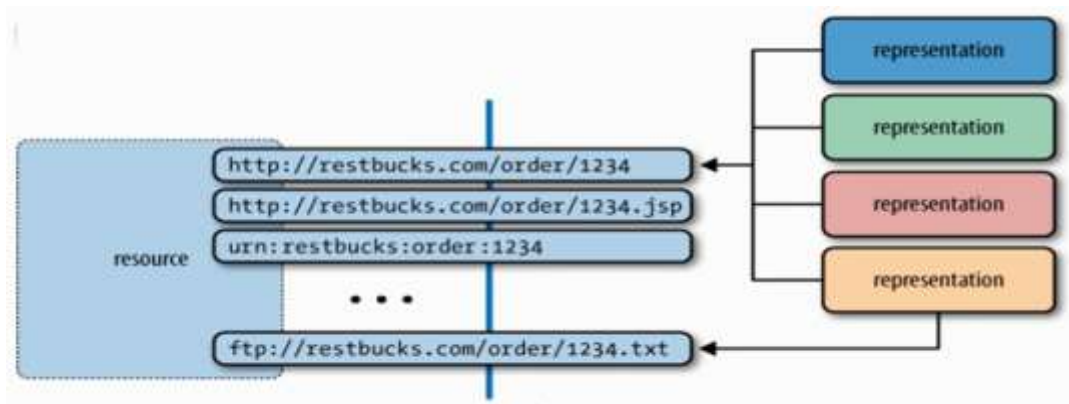 representation
representation
http://restbucks.com/order/1234
http://restbucks.com/order/1234.jsp
representation
urn:restbucks:order:1234
resource
representation
...
ftp://restbucks.com/order/1234.txt